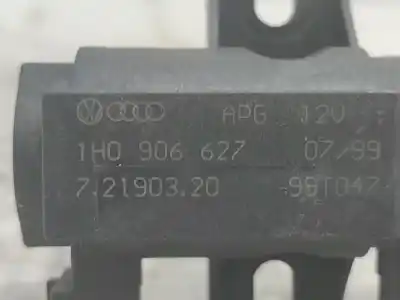 APG 12V
1H0 906 627 07/99
7.21903.20 -99T047-